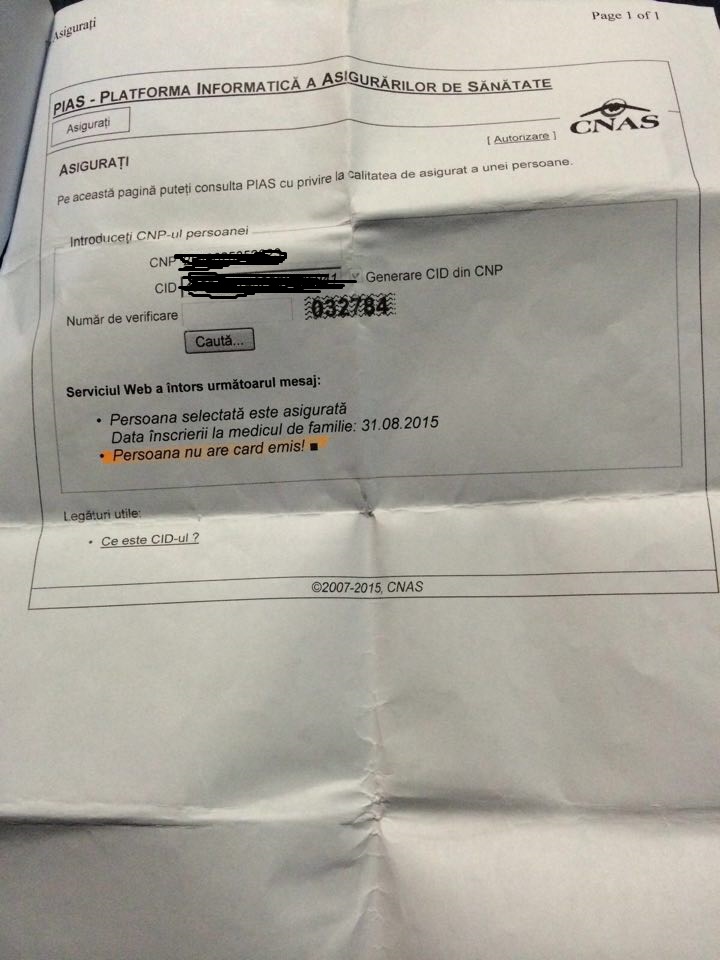 Asigurați
Page 1 of 1
PIAS - PLATFORMA INFORMATICĂ A ASIGURĂRILOR DE SĂNĂTATE
Asigurați
CNAS
[ Autorizare ]
ASIGURAȚI
Pe această pagină puteți consulta PIAS cu privire la calitatea de asigurat a unei persoane.
Introduceți CNP-ul persoanei
CNP
CID
Generare CID din CNP
Număr de verificare
032784
Caută...
Serviciul Web a întors următoarul mesaj:
• Persoana selectată este asigurată
Data înscrierii la medicul de familie: 31.08.2015
• Persoana nu are card emis!
Legături utile:
• Ce este CID-ul ?
©2007-2015, CNAS